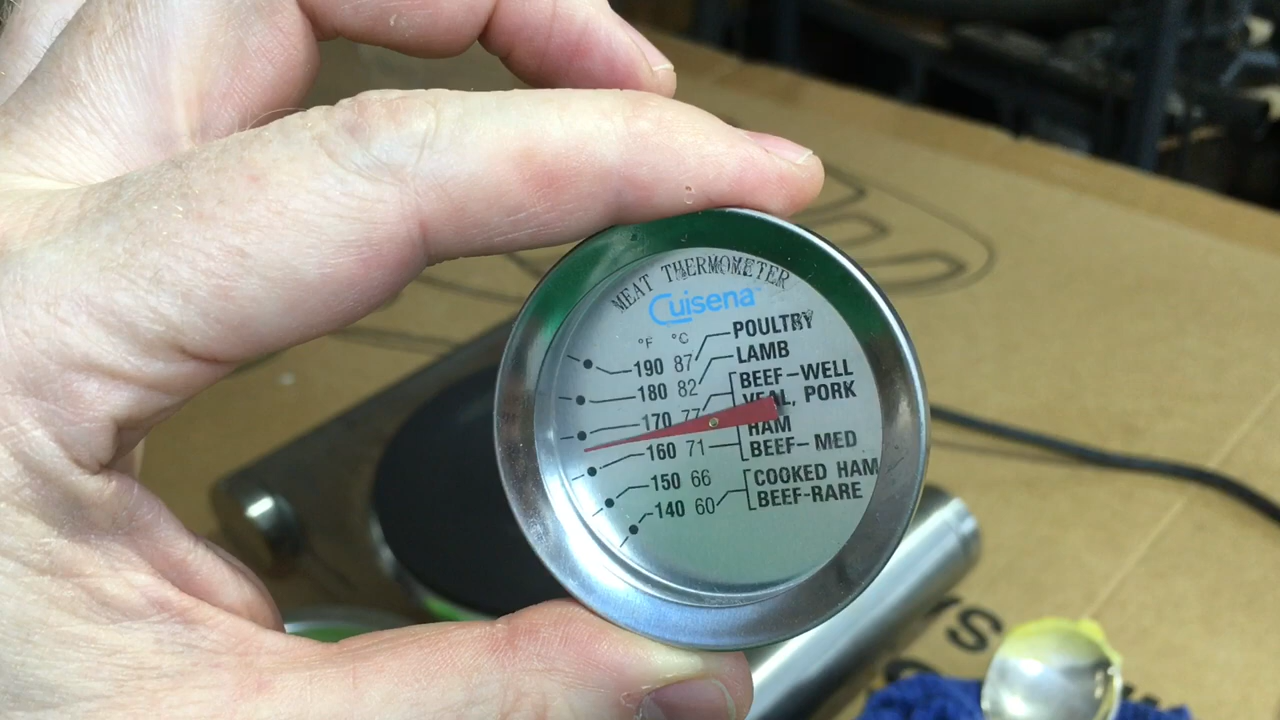 MEAT THERMOMETER
Cuisena™
°F °C
190 87 POULTRY
180 82 LAMB
170 77 BEEF-WELL
VEAL, PORK
160 71 HAM
BEEF-MED
150 66
140 60 COOKED HAM
BEEF-RARE